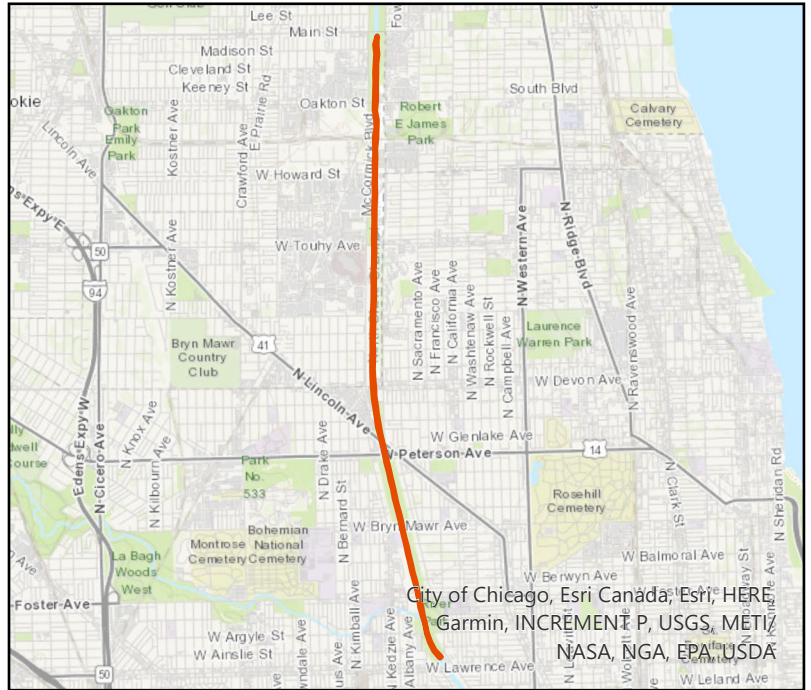 Lee St
Main St
Fow
Madison St
Cleveland St
Keeney St
South Blvd
okie
Oakton
Park
Emily
Park
Kostner Ave
E Prairie Rd
Crawford Ave
Oakton St
McCormick Blvd
Robert
E James
Park
Calvary
Cemetery
Lincoln Ave
W Howard St
N Western Ave
N Ridge Blvd
ns Expy E
50
94
N Kostner Ave
W Touhy Ave
N Sacramento Ave
N Francisco Ave
N California Ave
N Washtenaw Ave
N Rockwell St
N Campbell Ave
Laurence
Warren Park
N Ravenswood Ave
Bryn Mawr
Country
Club
41
N Lincoln Ave
W Devon Ave
Edens Expy W
N Cicero Ave
N Knox Ave
N Kilbourn Ave
Park
No.
533
N Drake Ave
N Bernard St
W Glenlake Ave
W Peterson Ave
14
Rosehill
Cemetery
N Clark St
N Sheridan Rd
lly
dwell
Course
W Bryn Mawr Ave
Montrose
Cemetery
Bohemian
National
Cemetery
La Bagh
Woods
West
W Balmoral Ave
W Berwyn Ave
Foster Ave
N Kimball Ave
N Kedzie Ave
Albany Ave
W Argyle St
W Ainslie St
50
W Lawrence Ave
W Leland Ave
City of Chicago, Esri Canada, Esri, HERE,
Garmin, INCREMENT P, USGS, METI/
NASA, NGA, EPA, USDA